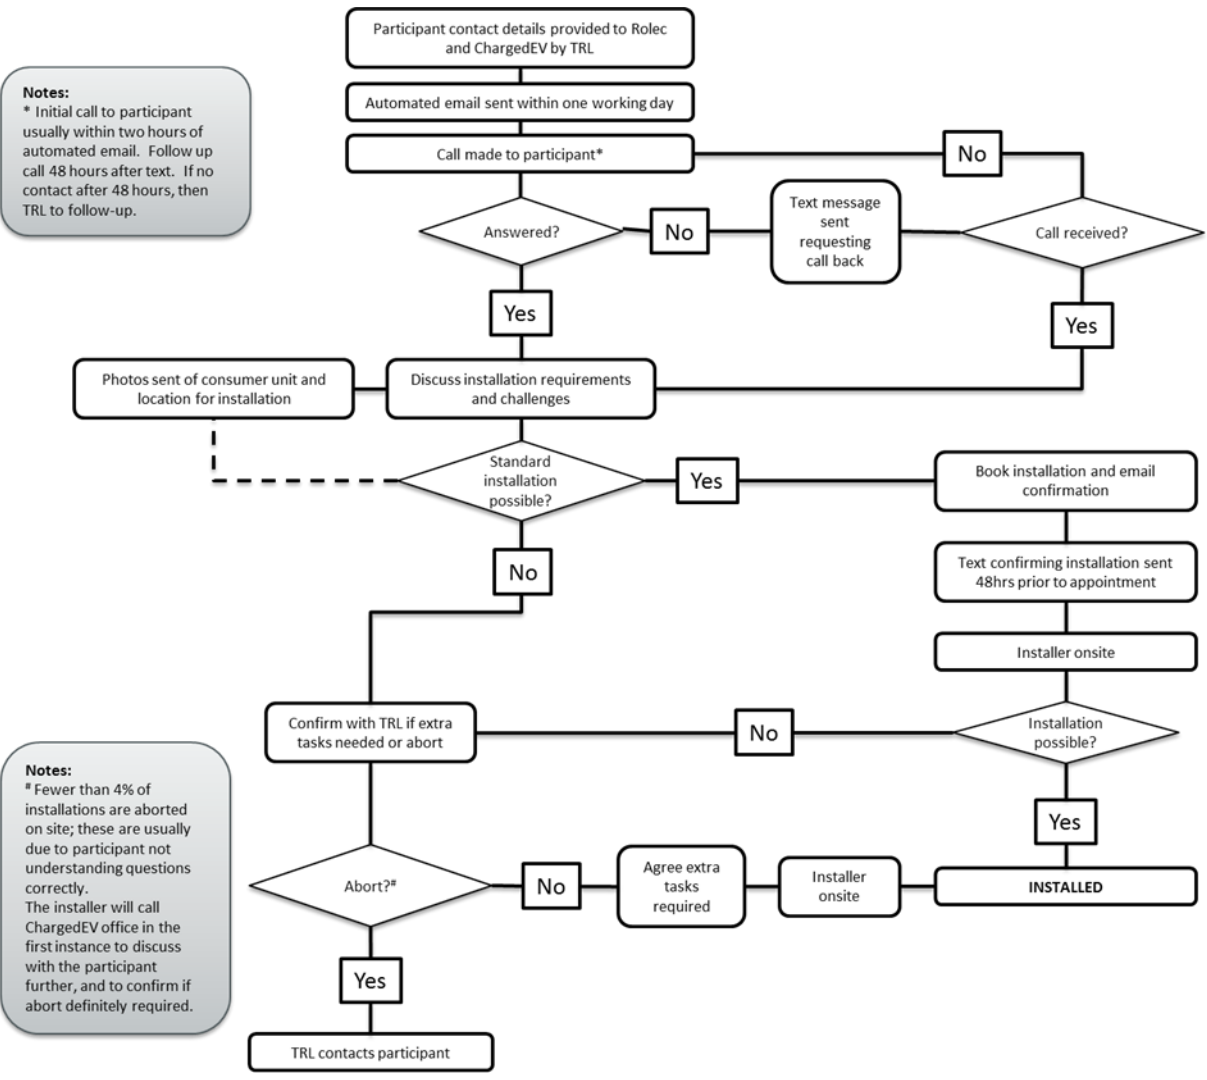 Participant contact details provided to Rolec
and ChargedEV by TRL
Automated email sent within one working day
Call made to participant*
No
Notes:
* Initial call to participant
usually within two hours of
automated email. Follow up
call 48 hours after text. If no
contact after 48 hours, then
TRL to follow-up.
Answered?
No
Text message
sent
requesting
call back
Call received?
Yes
Yes
Photos sent of consumer unit and
location for installation
Discuss installation requirements
and challenges
Standard
installation
possible?
Yes
Book installation and email
confirmation
No
Text confirming installation sent
48hrs prior to appointment
Installer onsite
Confirm with TRL if extra
tasks needed or abort
No
Installation
possible?
Yes
Notes:
# Fewer than 4% of
installations are aborted
on site; these are usually
due to participant not
understanding questions
correctly.
The installer will call
ChargedEV office in the
first instance to discuss
with the participant
further, and to confirm if
abort definitely required.
Abort?#
No
Agree extra
tasks
required
Installer
onsite
INSTALLED
Yes
TRL contacts participant